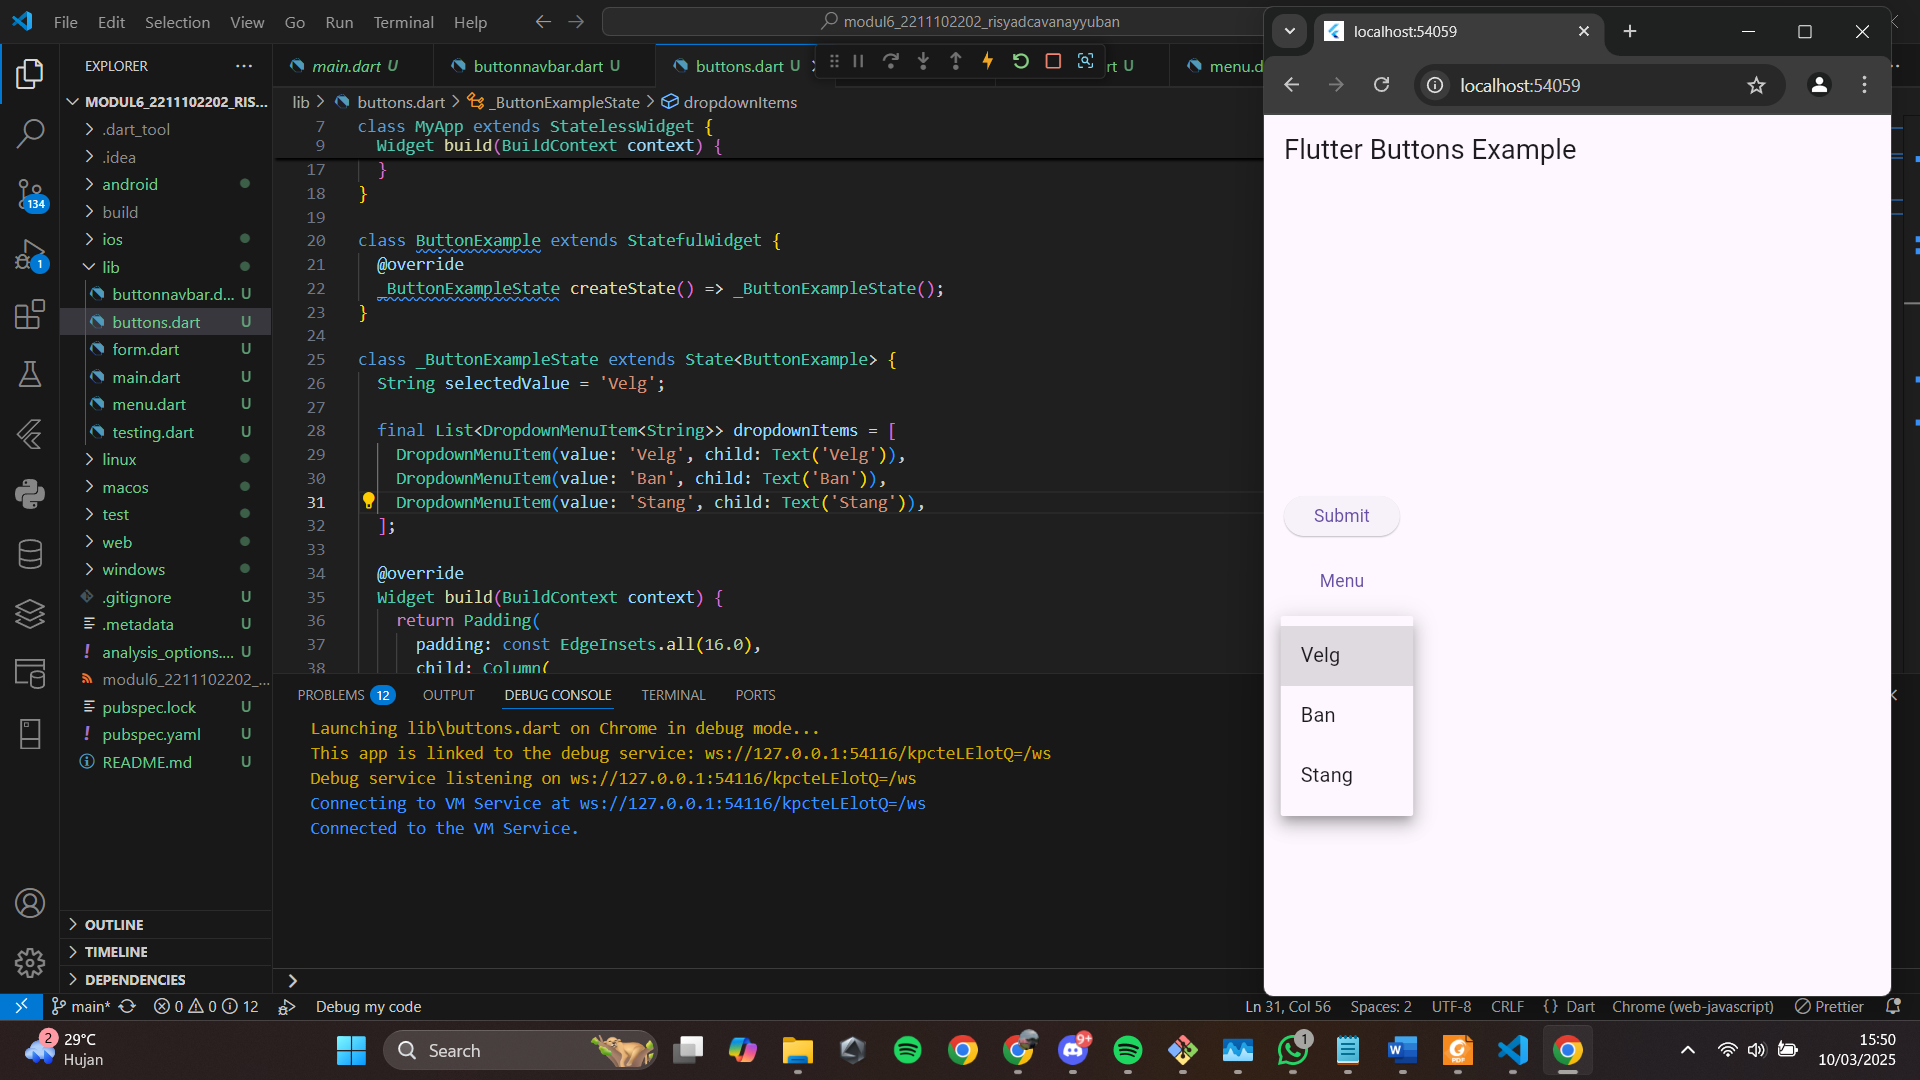 File Edit Selection View Go Run Terminal Help
modul6_2211102202_risyadcavanayyuban
EXPLORER
MODUL6_2211102202_RIS...
.dart_tool
.idea
android
build
ios
lib
buttonnavbar.d... U
buttons.dart U
form.dart U
main.dart U
menu.dart U
testing.dart U
linux
macos
test
web
windows
.gitignore U
.metadata U
analysis_options.... U
modul6_2211102202_...
pubspec.lock U
pubspec.yaml U
README.md U
OUTLINE
TIMELINE
DEPENDENCIES
134
1
main.dart U
buttonnavbar.dart U
buttons.dart U
rt U
menu.d
lib > buttons.dart > _ButtonExampleState > dropdownItems
7 class MyApp extends StatelessWidget {
9 Widget build(BuildContext context) {
17 }
18 }
19
20 class ButtonExample extends StatefulWidget {
21 @override
22 _ButtonExampleState createState() => _ButtonExampleState();
23 }
24
25 class _ButtonExampleState extends State<ButtonExample> {
26 String selectedValue = 'Velg';
27
28 final List<DropdownMenuItem<String>> dropdownItems = [
29 DropdownMenuItem(value: 'Velg', child: Text('Velg')),
30 DropdownMenuItem(value: 'Ban', child: Text('Ban')),
31 DropdownMenuItem(value: 'Stang', child: Text('Stang')),
32 ];
33
34 @override
35 Widget build(BuildContext context) {
36 return Padding(
37 padding: const EdgeInsets.all(16.0),
38 child: Column(
PROBLEMS 12 OUTPUT DEBUG CONSOLE TERMINAL PORTS
Launching lib\buttons.dart on Chrome in debug mode...
This app is linked to the debug service: ws://127.0.0.1:54116/kpcteLElotQ=/ws
Debug service listening on ws://127.0.0.1:54116/kpcteLElotQ=/ws
Connecting to VM Service at ws://127.0.0.1:54116/kpcteLElotQ=/ws
Connected to the VM Service.
localhost:54059
localhost:54059
Flutter Buttons Example
Submit
Menu
Velg
Ban
Stang
main* 0 0 12 Debug my code
Ln 31, Col 56 Spaces: 2 UTF-8 CRLF {} Dart Chrome (web-javascript) Prettier
2
29°C
Hujan
Search
9+
1
15:50
10/03/2025